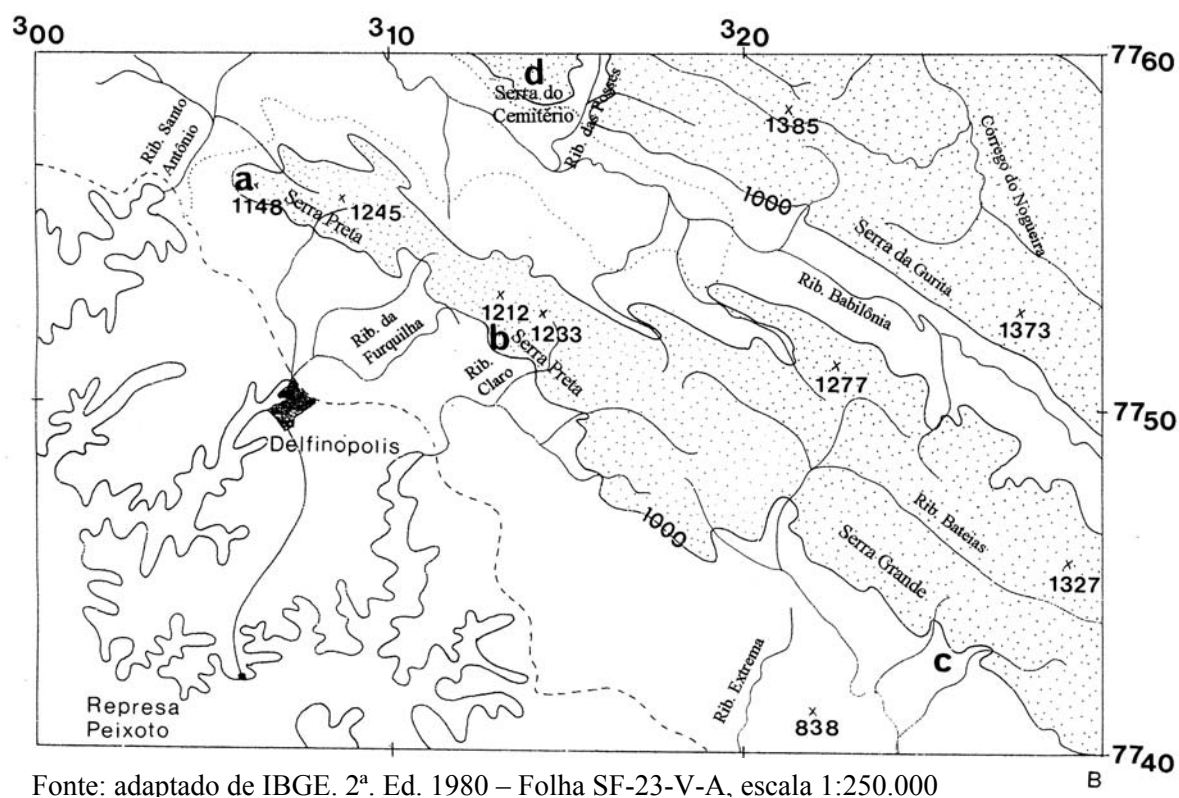 300
310
320
7760
d
Serra do
Cemitério
Rib. das Posses
1385
Córrego do Nogueira
Rib. Santo
Antônio
a
1148
Serra Preta
1245
1000
Serra da Gurita
Rib. Babilônia
1373
1212
1233
b
Serra Preta
Rib. da
Furquilha
Rib.
Claro
1277
7750
Delfinopolis
1000
Rib. Bateias
Serra Grande
1327
c
Rib. Extrema
838
Represa
Peixoto
7740
B
Fonte: adaptado de IBGE. 2ª. Ed. 1980 – Folha SF-23-V-A, escala 1:250.000